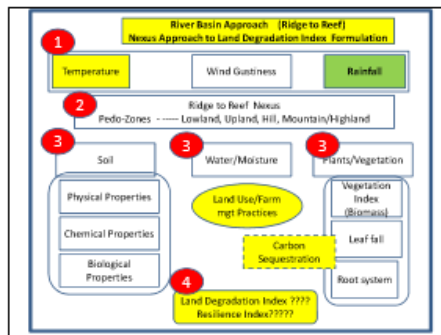 River Basin Approach (Ridge to Reef)
Nexus Approach to Land Degradation Index Formulation
1
Temperature
Wind Gustiness
Rainfall
2
Ridge to Reef Nexus
Pedo-Zones - ----- Lowland, Upland, Hill, Mountain/Highland
3
Soil
3
Water/Moisture
3
Plants/Vegetation
Physical Properties
Chemical Properties
Biological Properties
Land Use/Farm
mgt Practices
Carbon
Sequestration
Vegetation
Index
(Biomass)
Leaf fall
Root system
4
Land Degradation Index ????
Resilience Index?????